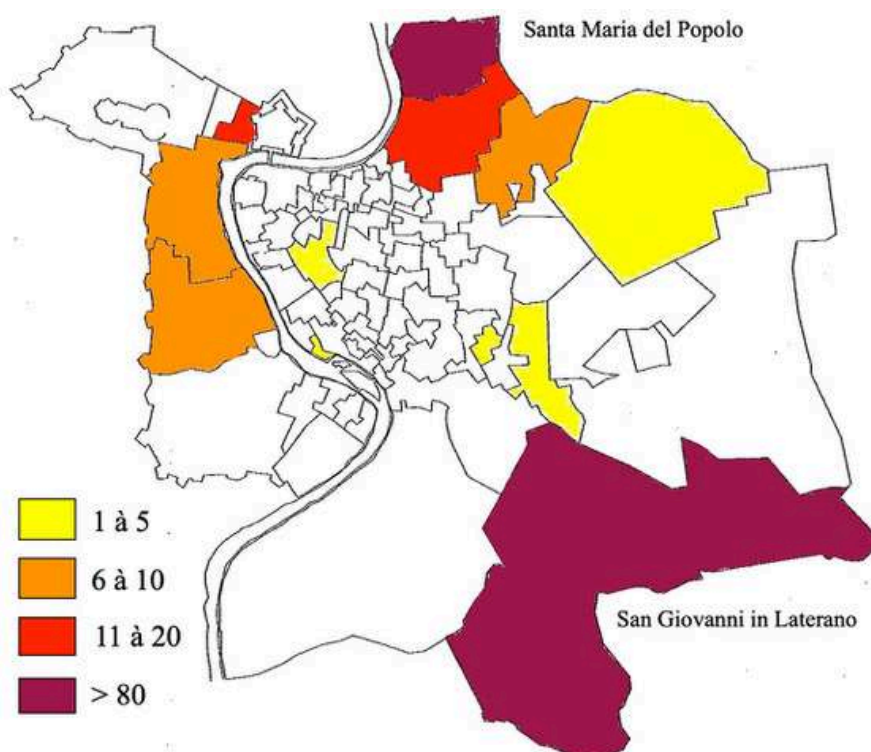 Santa Maria del Popolo
1 à 5
6 à 10
11 à 20
> 80
San Giovanni in Laterano